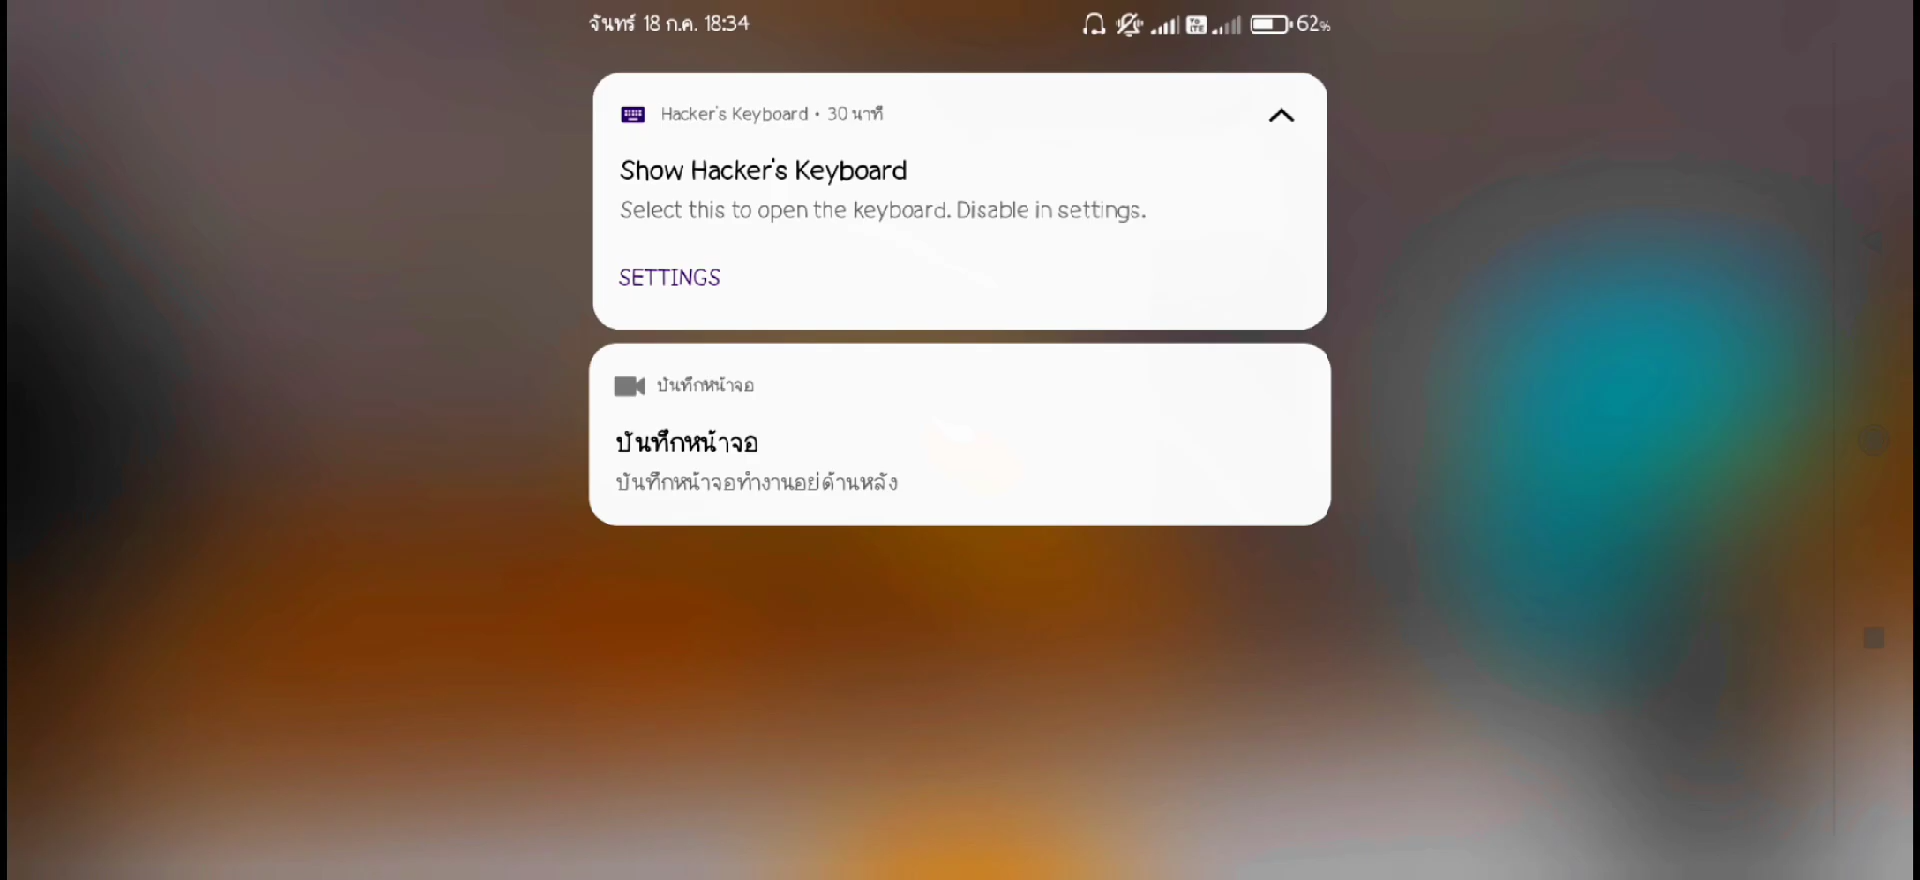 จันทร์ 18 ก.ค. 18:34
62%
Hacker's Keyboard • 30 นาที
Show Hacker's Keyboard
Select this to open the keyboard. Disable in settings.
SETTINGS
บันทึกหน้าจอ
บันทึกหน้าจอ
บันทึกหน้าจอทำงานอยู่ด้านหลัง